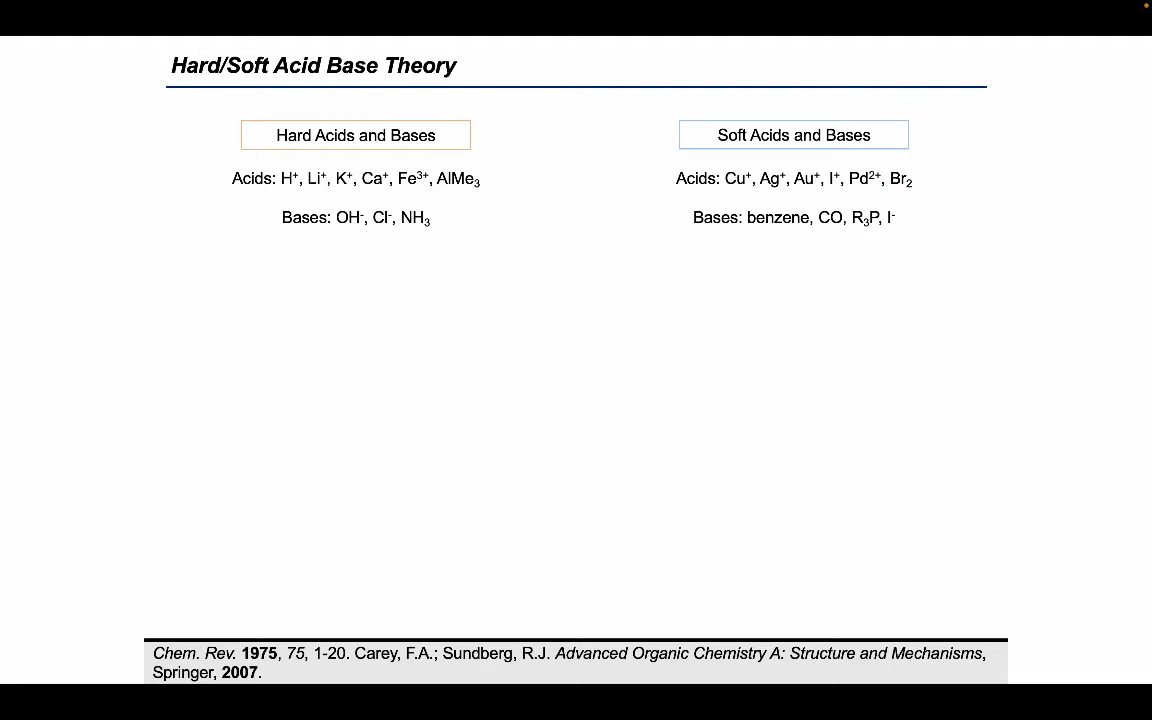 Hard/Soft Acid Base Theory
Hard Acids and Bases
Acids: H⁺, Li⁺, K⁺, Ca⁺, Fe³⁺, AlMe₃
Bases: OH⁻, Cl⁻, NH₃
Soft Acids and Bases
Acids: Cu⁺, Ag⁺, Au⁺, I⁺, Pd²⁺, Br₂
Bases: benzene, CO, R₃P, I⁻
Chem. Rev. 1975, 75, 1-20. Carey, F.A.; Sundberg, R.J. Advanced Organic Chemistry A: Structure and Mechanisms,
Springer, 2007.